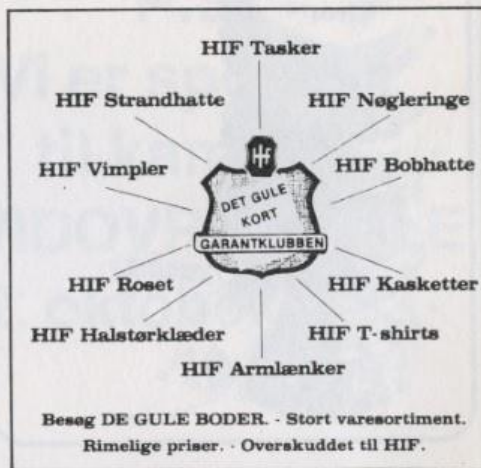 HIF Tasker
HIF Strandhatte
HIF Nøgleringe
HIF Vimpler
HIF Bobhatte
HIF
DET GULE
KORT
GARANTKLUBBEN
HIF Roset
HIF Kasketter
HIF Halstørklæder
HIF T-shirts
HIF Armlænker
Besøg DE GULE BODER. - Stort varesortiment.
Rimelige priser. - Overskuddet til HIF.